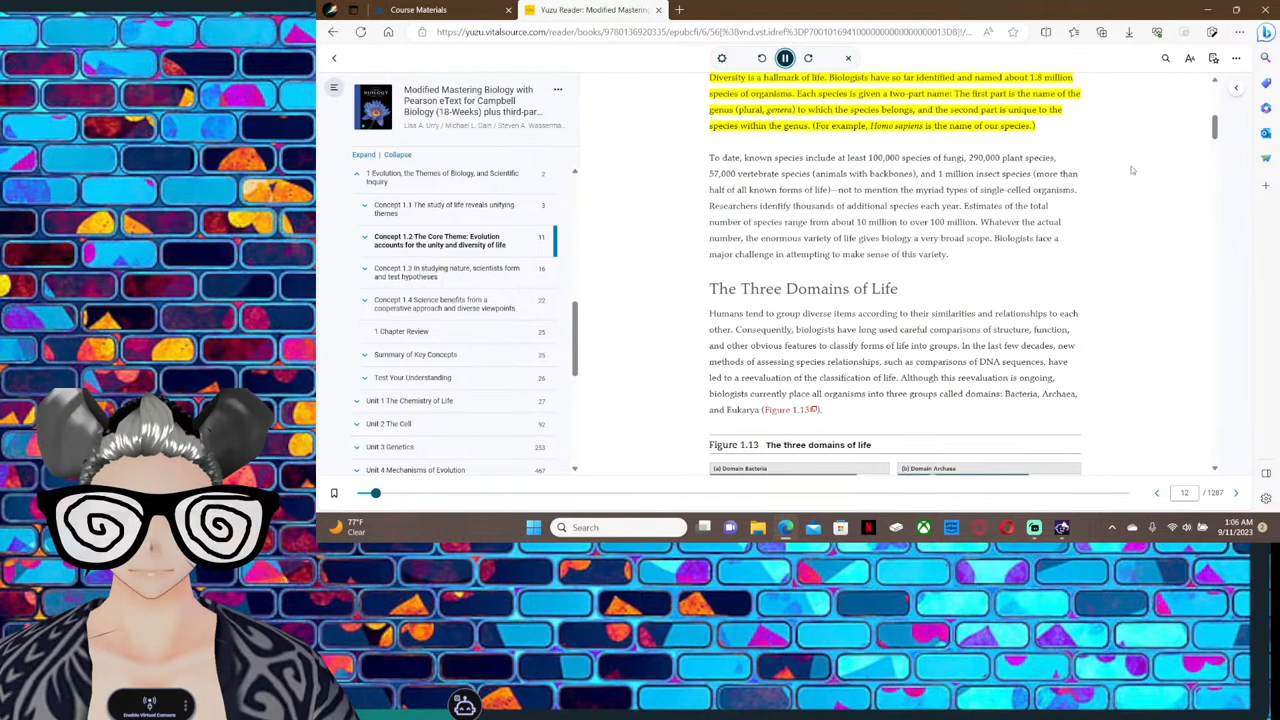 Course Materials
Yuzu Reader: Modified Mastering
https://yuzu.vitalsource.com/reader/books/9780136920335/epubcfi/6/56[%3Bvnd.vst.idref%3DP7001016941000000000000000013D8]!/...
Modified Mastering Biology with
Pearson eText for Campbell
Biology (18-Weeks) plus third-par...
Lisa A. Urry / Michael L. Cain / Steven A. Wasserma...
Expand | Collapse
1 Evolution, the Themes of Biology, and Scientific 2
Inquiry
Concept 1.1 The study of life reveals unifying 3
themes
Concept 1.2 The Core Theme: Evolution 11
accounts for the unity and diversity of life
Concept 1.3 In studying nature, scientists form 16
and test hypotheses
Concept 1.4 Science benefits from a 22
cooperative approach and diverse viewpoints
1 Chapter Review 25
Summary of Key Concepts 25
Test Your Understanding 26
Unit 1 The Chemistry of Life 27
Unit 2 The Cell 92
Unit 3 Genetics 253
Unit 4 Mechanisms of Evolution 467
Diversity is a hallmark of life. Biologists have so far identified and named about 1.8 million
species of organisms. Each species is given a two-part name: The first part is the name of the
genus (plural, genera) to which the species belongs, and the second part is unique to the
species within the genus. (For example, Homo sapiens is the name of our species.)
To date, known species include at least 100,000 species of fungi, 290,000 plant species,
57,000 vertebrate species (animals with backbones), and 1 million insect species (more than
half of all known forms of life)—not to mention the myriad types of single-celled organisms.
Researchers identify thousands of additional species each year. Estimates of the total
number of species range from about 10 million to over 100 million. Whatever the actual
number, the enormous variety of life gives biology a very broad scope. Biologists face a
major challenge in attempting to make sense of this variety.
The Three Domains of Life
Humans tend to group diverse items according to their similarities and relationships to each
other. Consequently, biologists have long used careful comparisons of structure, function,
and other obvious features to classify forms of life into groups. In the last few decades, new
methods of assessing species relationships, such as comparisons of DNA sequences, have
led to a reevaluation of the classification of life. Although this reevaluation is ongoing,
biologists currently place all organisms into three groups called domains: Bacteria, Archaea,
and Eukarya (Figure 1.13).
Figure 1.13 The three domains of life
(a) Domain Bacteria
(b) Domain Archaea
12 / 1287
77°F
Clear
Search
1:06 AM
9/11/2023
Enable Virtual Camera